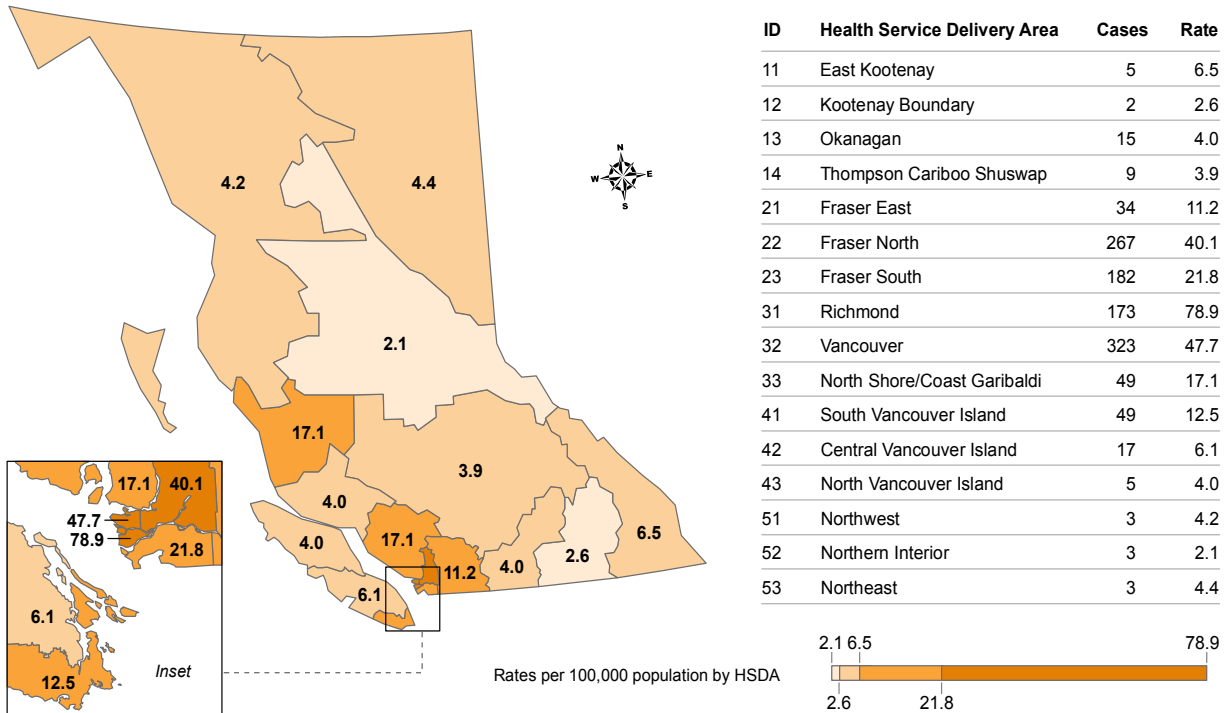 ID Health Service Delivery Area Cases Rate
11 East Kootenay 5 6.5
12 Kootenay Boundary 2 2.6
13 Okanagan 15 4.0
14 Thompson Cariboo Shuswap 9 3.9
21 Fraser East 34 11.2
22 Fraser North 267 40.1
23 Fraser South 182 21.8
31 Richmond 173 78.9
32 Vancouver 323 47.7
33 North Shore/Coast Garibaldi 49 17.1
41 South Vancouver Island 49 12.5
42 Central Vancouver Island 17 6.1
43 North Vancouver Island 5 4.0
51 Northwest 3 4.2
52 Northern Interior 3 2.1
53 Northeast 3 4.4
N
W E
S
4.2
4.4
2.1
17.1
3.9
4.0
4.0
17.1
11.2
4.0
2.6
6.5
6.1
17.1 40.1
47.7
78.9
21.8
6.1
12.5
Inset
Rates per 100,000 population by HSDA
2.1 6.5 78.9
2.6 21.8